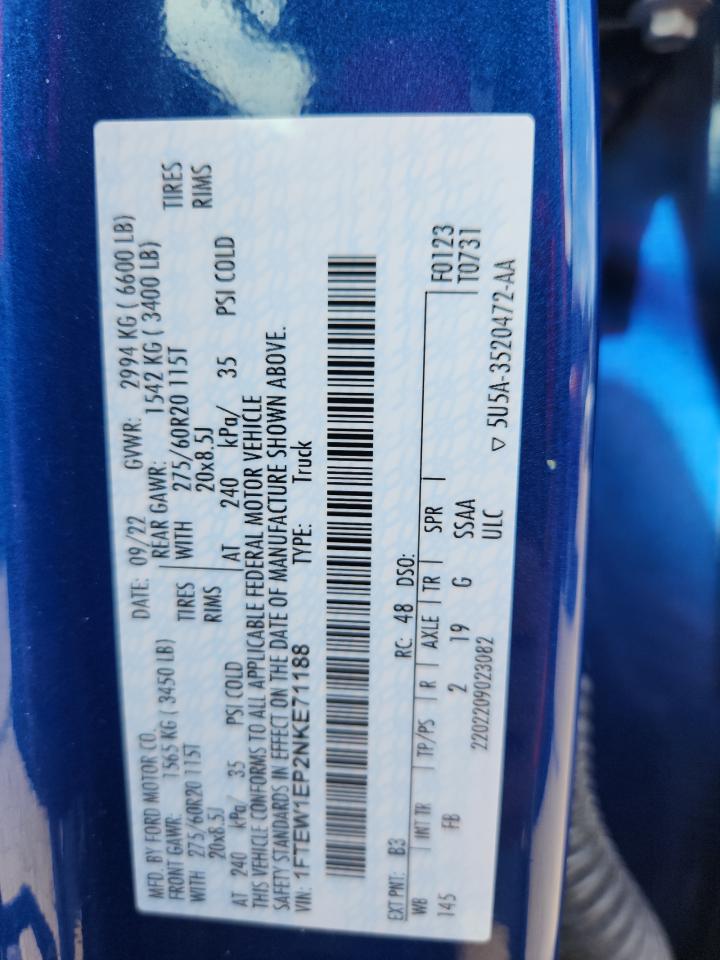 MFD. BY FORD MOTOR CO. DATE: 09/22 GVWR: 2994 KG ( 6600 LB)
FRONT GAWR: 1565 KG ( 3450 LB) REAR GAWR: 1542 KG ( 3400 LB)
WITH 275/60R20 115T TIRES WITH 275/60R20 115T TIRES
20x8.5J RIMS 20x8.5J RIMS
AT 240 kPa/ 35 PSI COLD AT 240 kPa/ 35 PSI COLD
THIS VEHICLE CONFORMS TO ALL APPLICABLE FEDERAL MOTOR VEHICLE
SAFETY STANDARDS IN EFFECT ON THE DATE OF MANUFACTURE SHOWN ABOVE.
VIN: 1FTEW1EP2NKE71188 TYPE: Truck
EXT PNT: B3 RC: 48 DSO:
WB INT TR TP/PS R AXLE TR SPR F0123
145 FB 2 19 G SSAA T0731
2202209023082 ULC ▽ 5U5A-3520472-AA